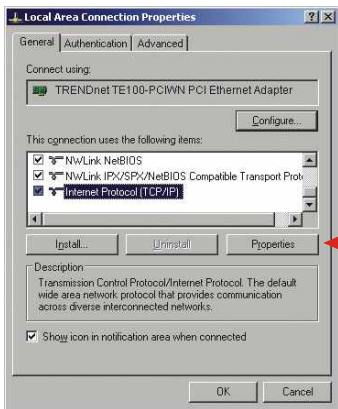 Local Area Connection Properties
General Authentication Advanced
Connect using:
TRENDnet TE100-PCIWN PCI Ethernet Adapter
Configure...
This connection uses the following items:
NWLink NetBIOS
NWLink IPX/SPX/NetBIOS Compatible Transport Proto
Internet Protocol (TCP/IP)
Install... Uninstall Properties
Description
Transmission Control Protocol/Internet Protocol. The default
wide area network protocol that provides communication
across diverse interconnected networks.
Show icon in notification area when connected
OK Cancel